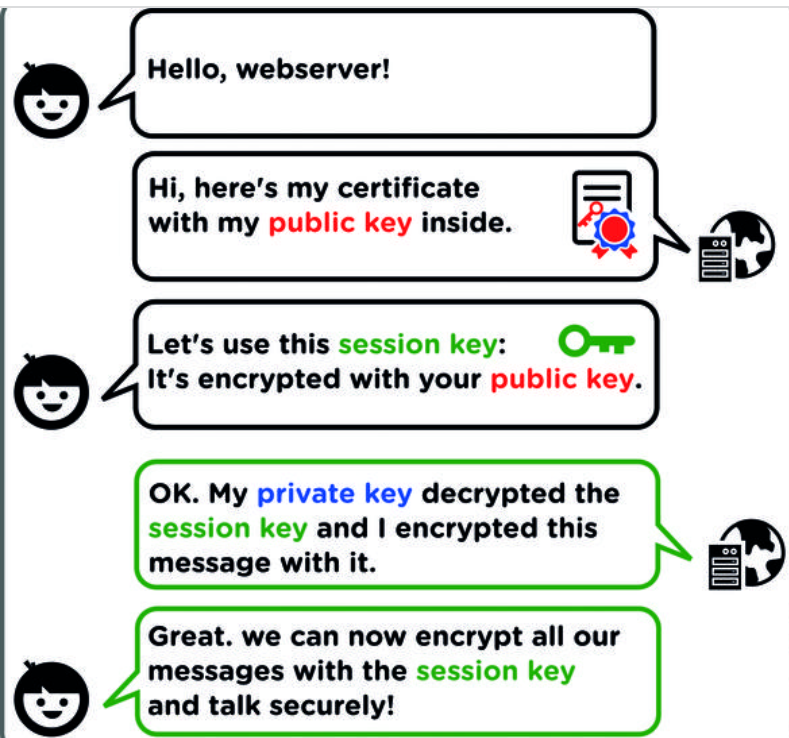 Hello, webserver!
Hi, here's my certificate
with my public key inside.
Let's use this session key:
It's encrypted with your public key.
OK. My private key decrypted the
session key and I encrypted this
message with it.
Great. we can now encrypt all our
messages with the session key
and talk securely!